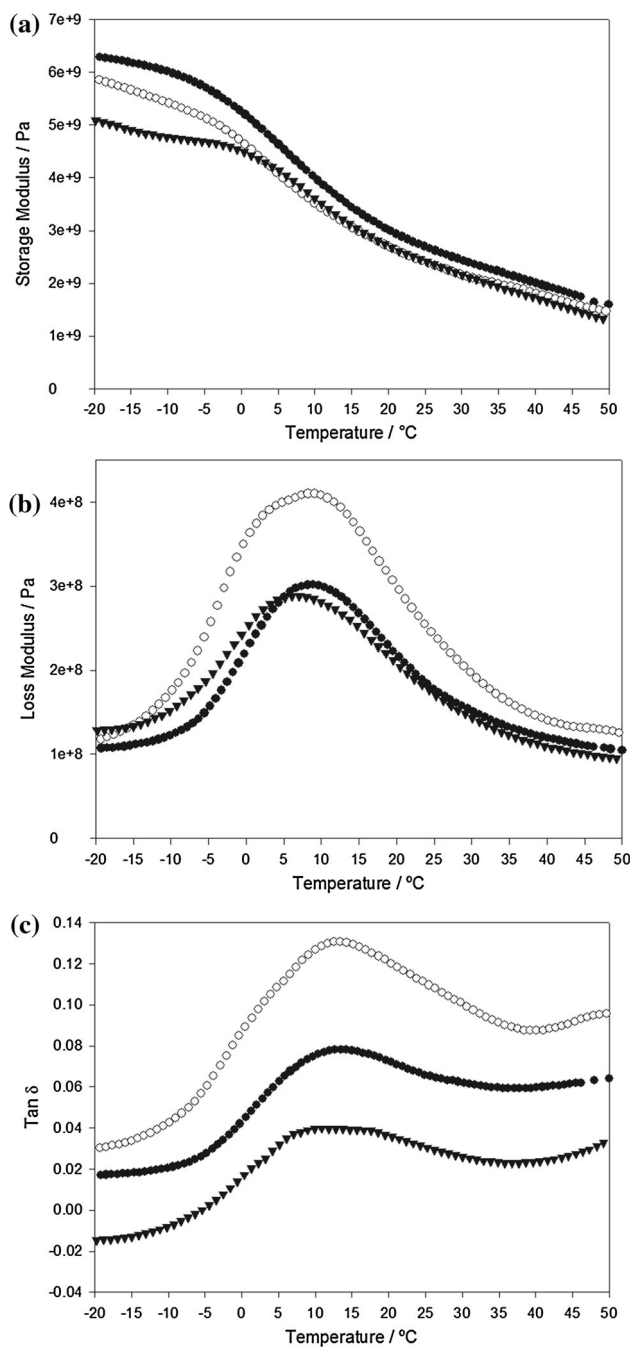 (a)
7e+9
6e+9
5e+9
4e+9
3e+9
2e+9
1e+9
0
Storage Modulus / Pa
-20 -15 -10 -5 0 5 10 15 20 25 30 35 40 45 50
Temperature / °C
(b)
4e+8
3e+8
2e+8
1e+8
0
Loss Modulus / Pa
-20 -15 -10 -5 0 5 10 15 20 25 30 35 40 45 50
Temperature / ºC
(c)
0.14
0.12
0.10
0.08
0.06
0.04
0.02
0.00
-0.02
-0.04
Tan δ
-20 -15 -10 -5 0 5 10 15 20 25 30 35 40 45 50
Temperature / ºC